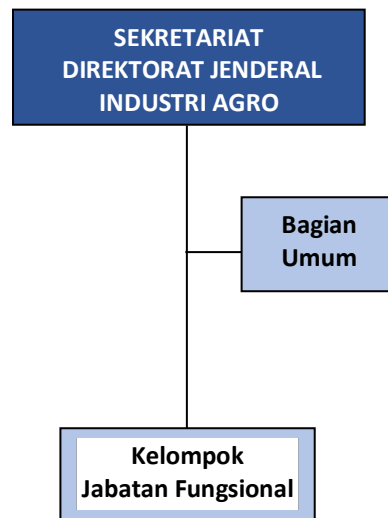 SEKRETARIAT
DIREKTORAT JENDERAL
INDUSTRI AGRO
Bagian
Umum
Kelompok
Jabatan Fungsional